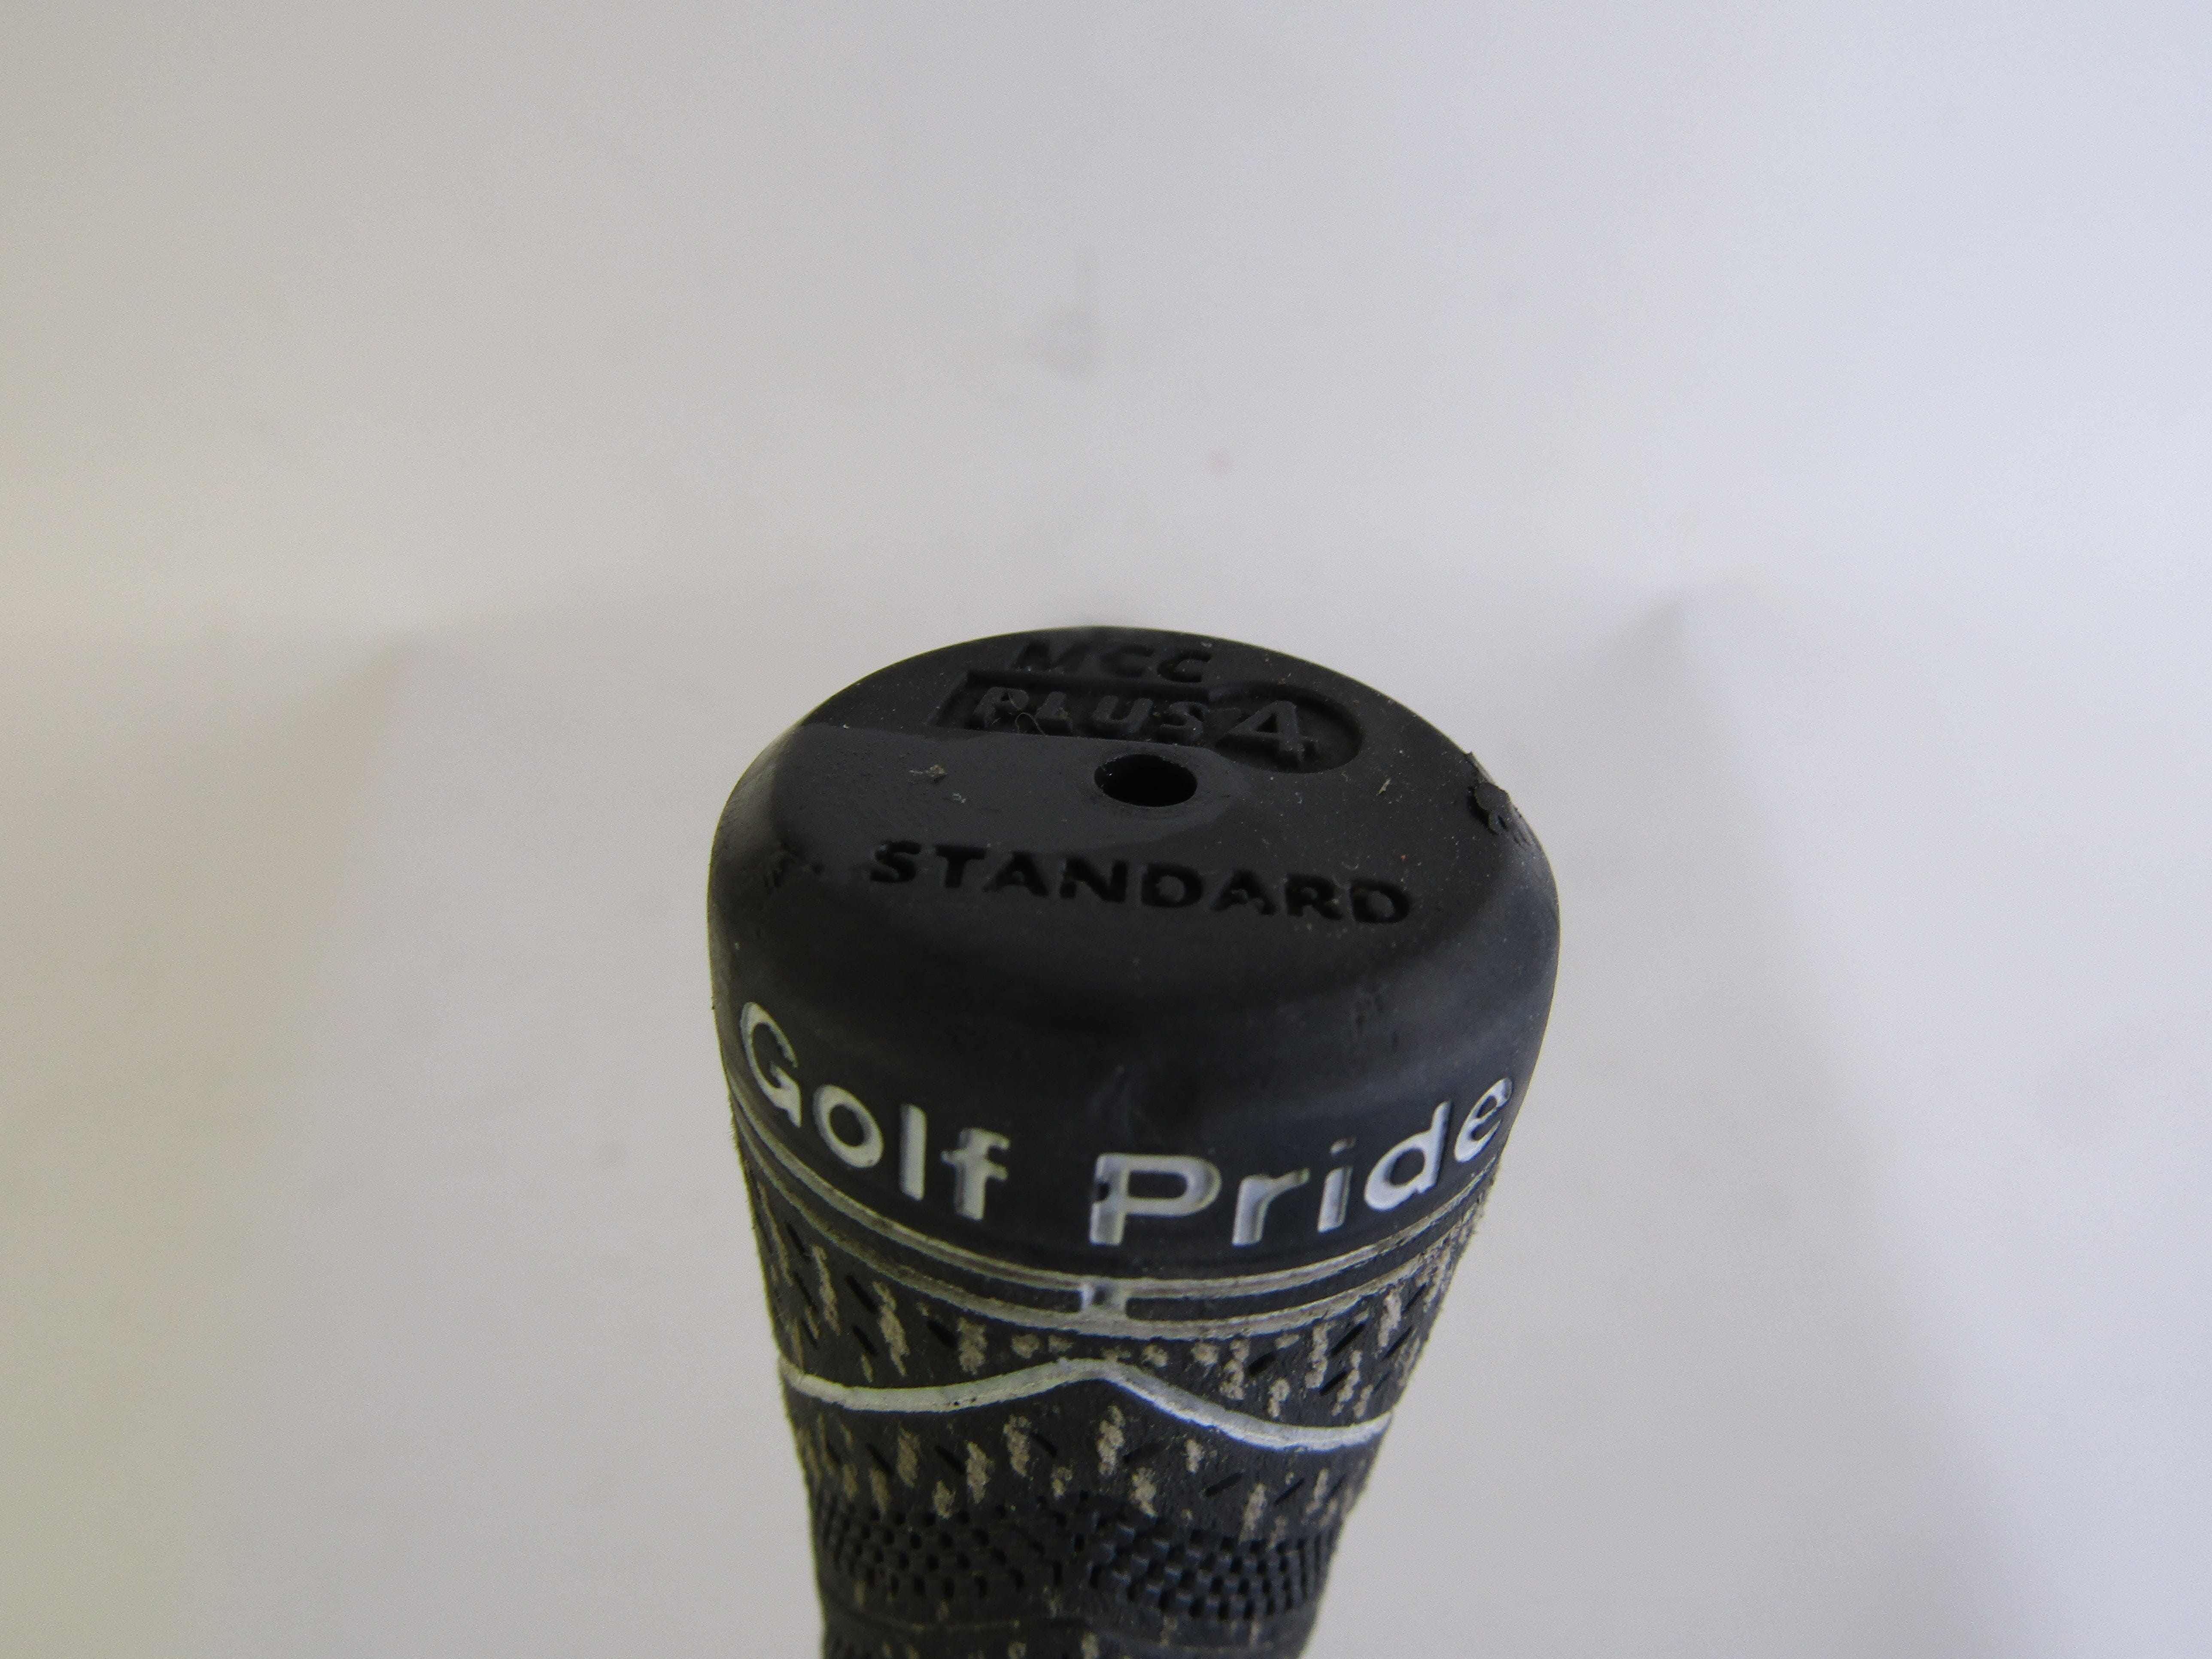 MCC
PLUS4
STANDARD
Golf Pride